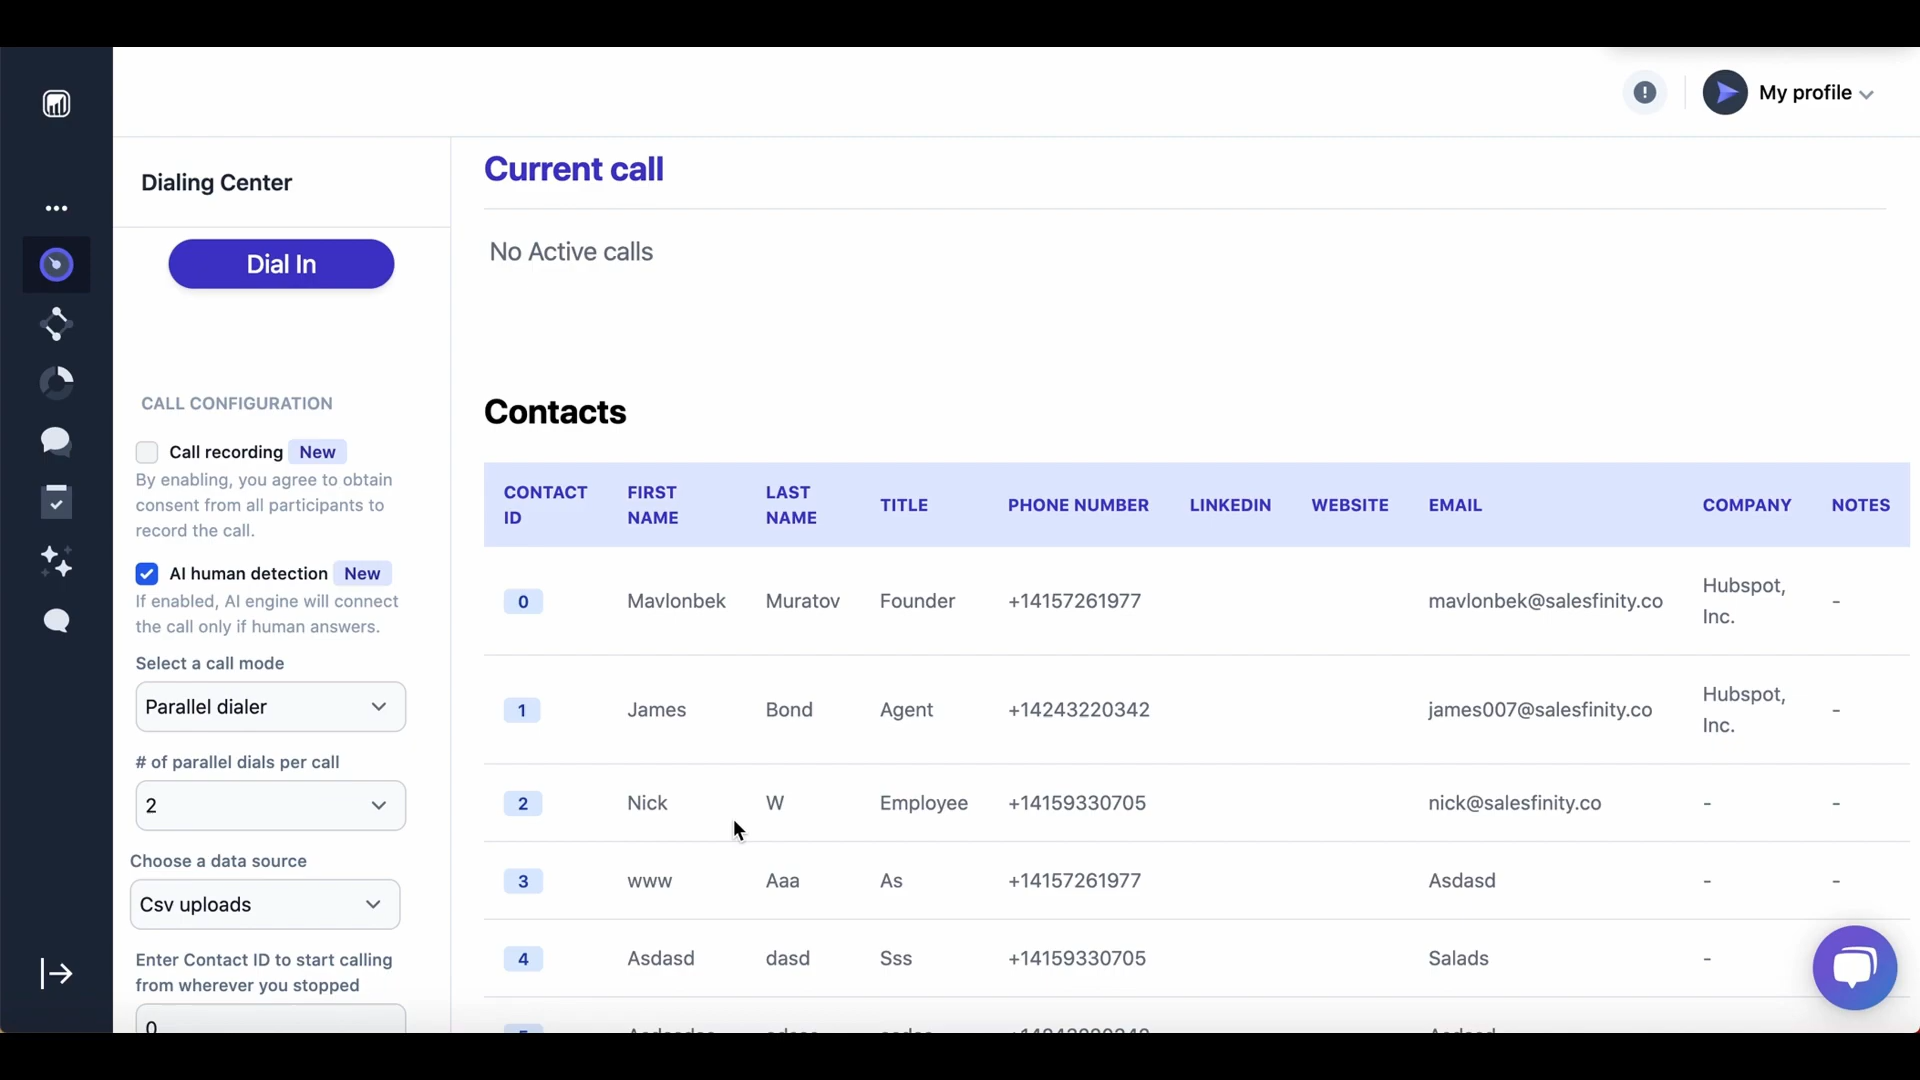 My profile
Dialing Center
Dial In
CALL CONFIGURATION
Call recording New
By enabling, you agree to obtain
consent from all participants to
record the call.
AI human detection New
If enabled, AI engine will connect
the call only if human answers.
Select a call mode
Parallel dialer
# of parallel dials per call
2
Choose a data source
Csv uploads
Enter Contact ID to start calling
from wherever you stopped
0
Current call
No Active calls
Contacts
CONTACT ID FIRST NAME LAST NAME TITLE PHONE NUMBER LINKEDIN WEBSITE EMAIL COMPANY NOTES
0 Mavlonbek Muratov Founder +14157261977 mavlonbek@salesfinity.co Hubspot, Inc. -
1 James Bond Agent +14243220342 james007@salesfinity.co Hubspot, Inc. -
2 Nick W Employee +14159330705 nick@salesfinity.co - -
3 www Aaa As +14157261977 Asdasd - -
4 Asdasd dasd Sss +14159330705 Salads -